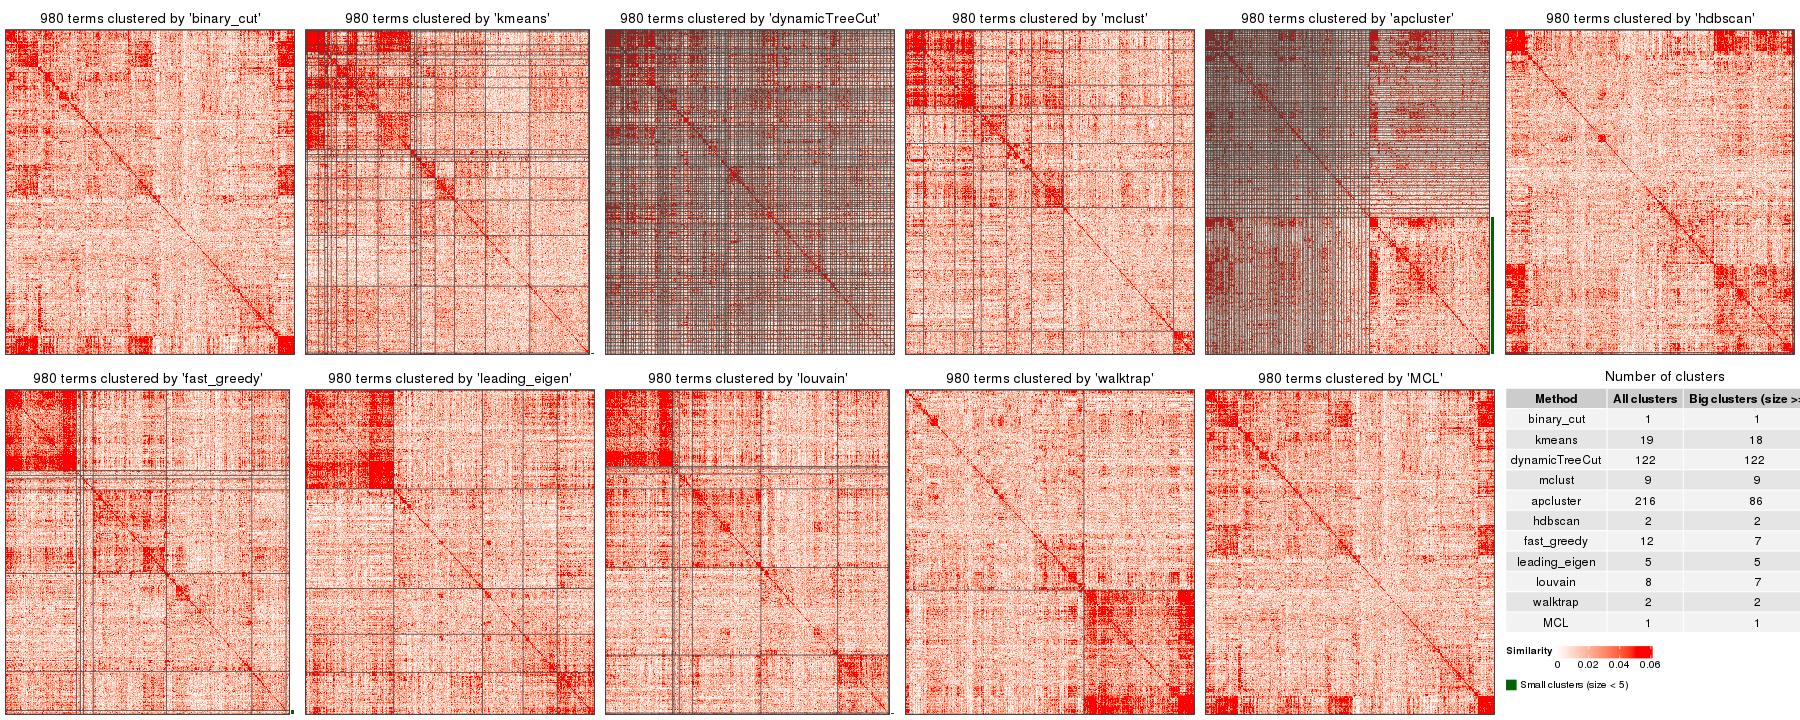 980 terms clustered by 'binary_cut'
980 terms clustered by 'kmeans'
980 terms clustered by 'dynamicTreeCut'
980 terms clustered by 'mclust'
980 terms clustered by 'apcluster'
980 terms clustered by 'hdbscan'
980 terms clustered by 'fast_greedy'
980 terms clustered by 'leading_eigen'
980 terms clustered by 'louvain'
980 terms clustered by 'walktrap'
980 terms clustered by 'MCL'
Number of clusters
Method All clusters Big clusters (size >
binary_cut 1 1
kmeans 19 18
dynamicTreeCut 122 122
mclust 9 9
apcluster 216 86
hdbscan 2 2
fast_greedy 12 7
leading_eigen 5 5
louvain 8 7
walktrap 2 2
MCL 1 1
Similarity
0 0.02 0.04 0.06
Small clusters (size < 5)